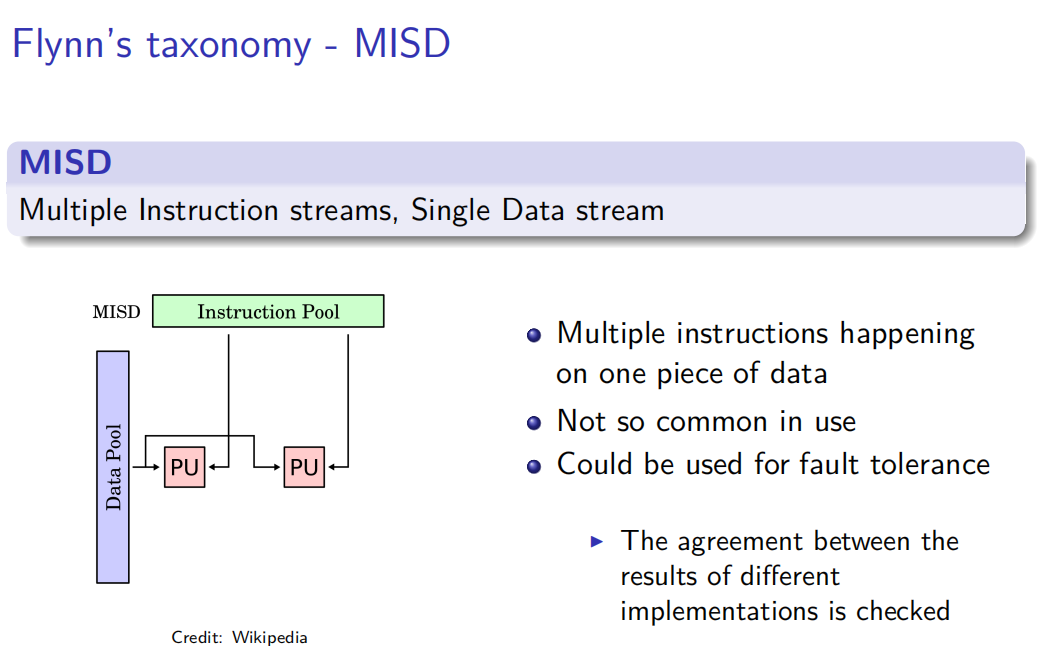 Flynn's taxonomy - MISD
MISD
Multiple Instruction streams, Single Data stream
MISD
Instruction Pool
Data Pool
PU
PU
Credit: Wikipedia
Multiple instructions happening
on one piece of data
Not so common in use
Could be used for fault tolerance
The agreement between the
results of different
implementations is checked